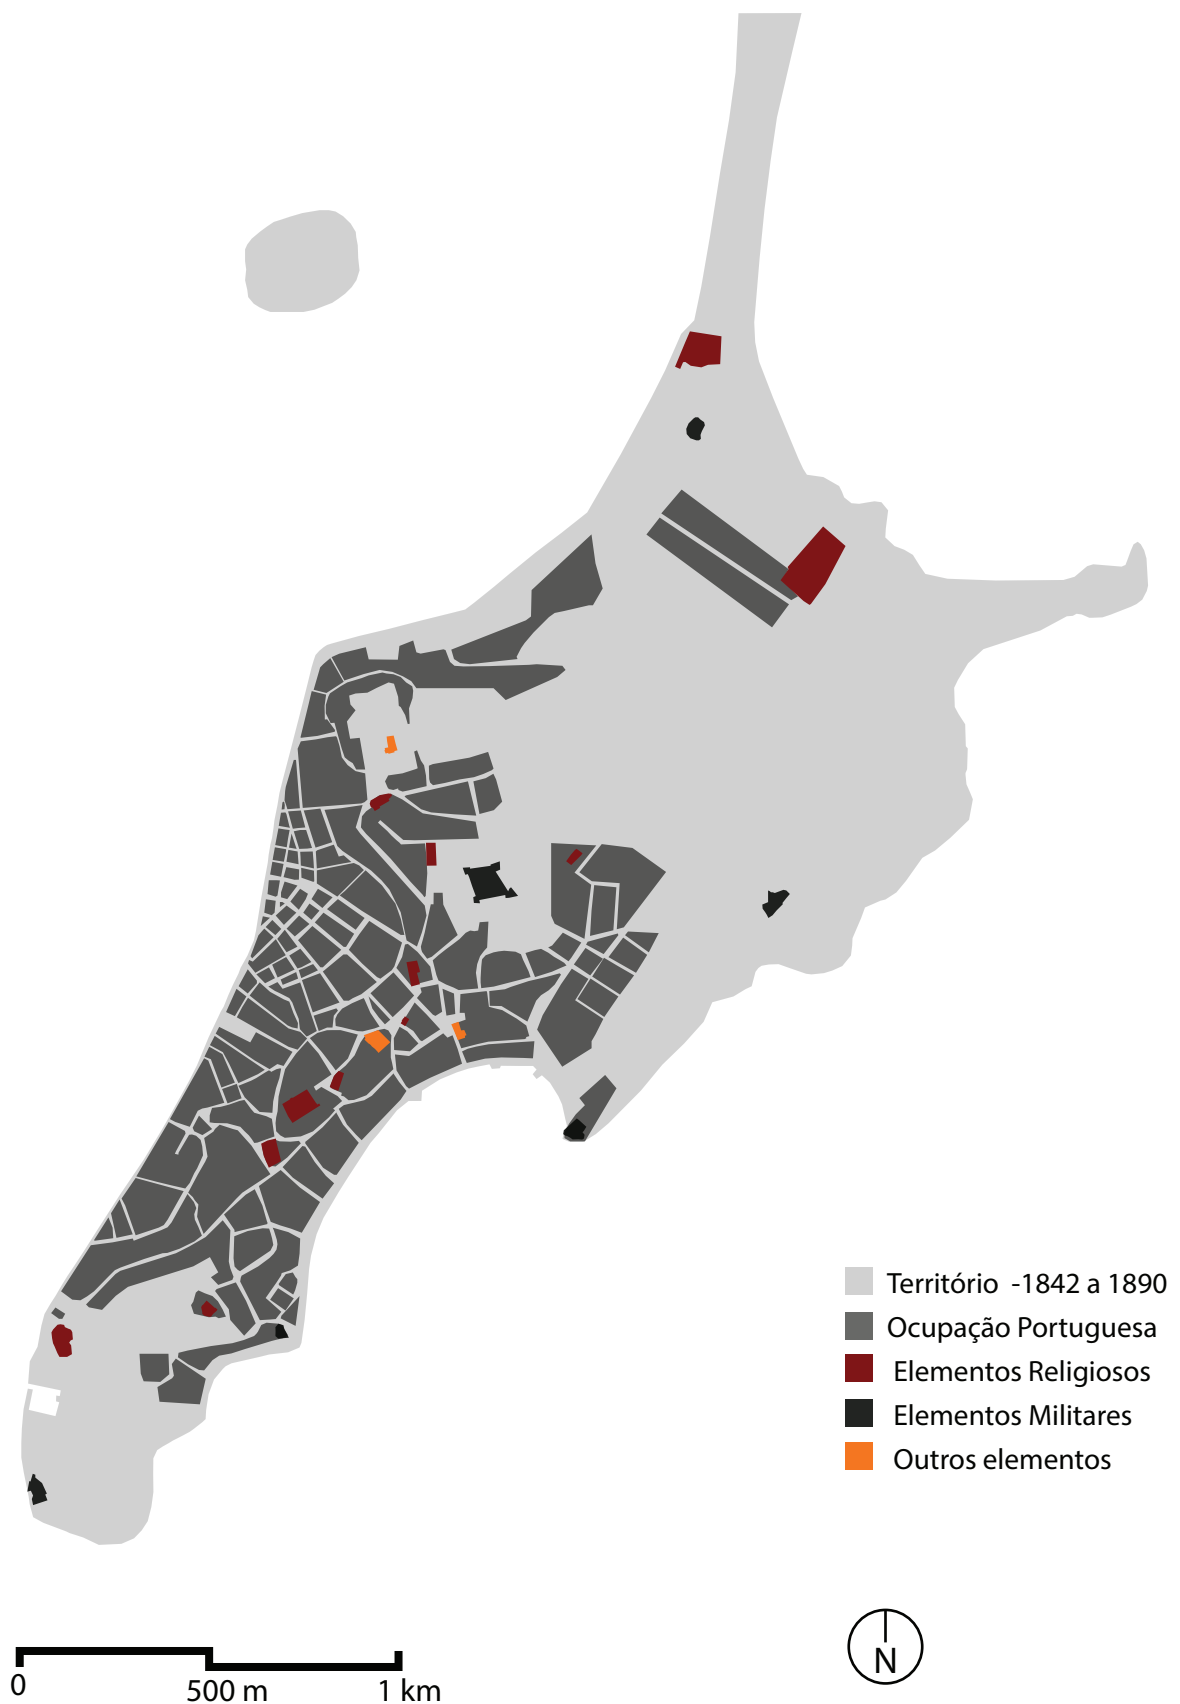 Território -1842 a 1890
Ocupação Portuguesa
Elementos Religiosos
Elementos Militares
Outros elementos
N
0 500 m 1 km